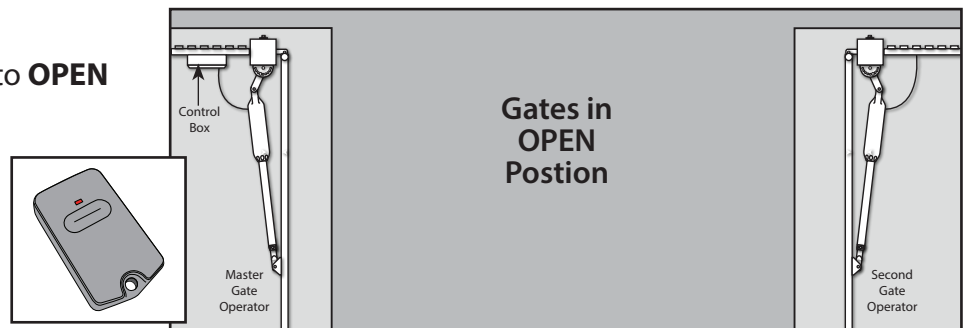 to OPEN
Control
Box
Gates in
OPEN
Postion
Master
Gate
Operator
Second
Gate
Operator